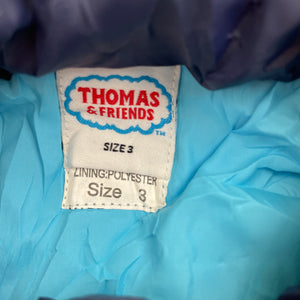 THOMAS
& FRIENDS
TM
SIZE 3
LINING:POLYESTER
Size 3